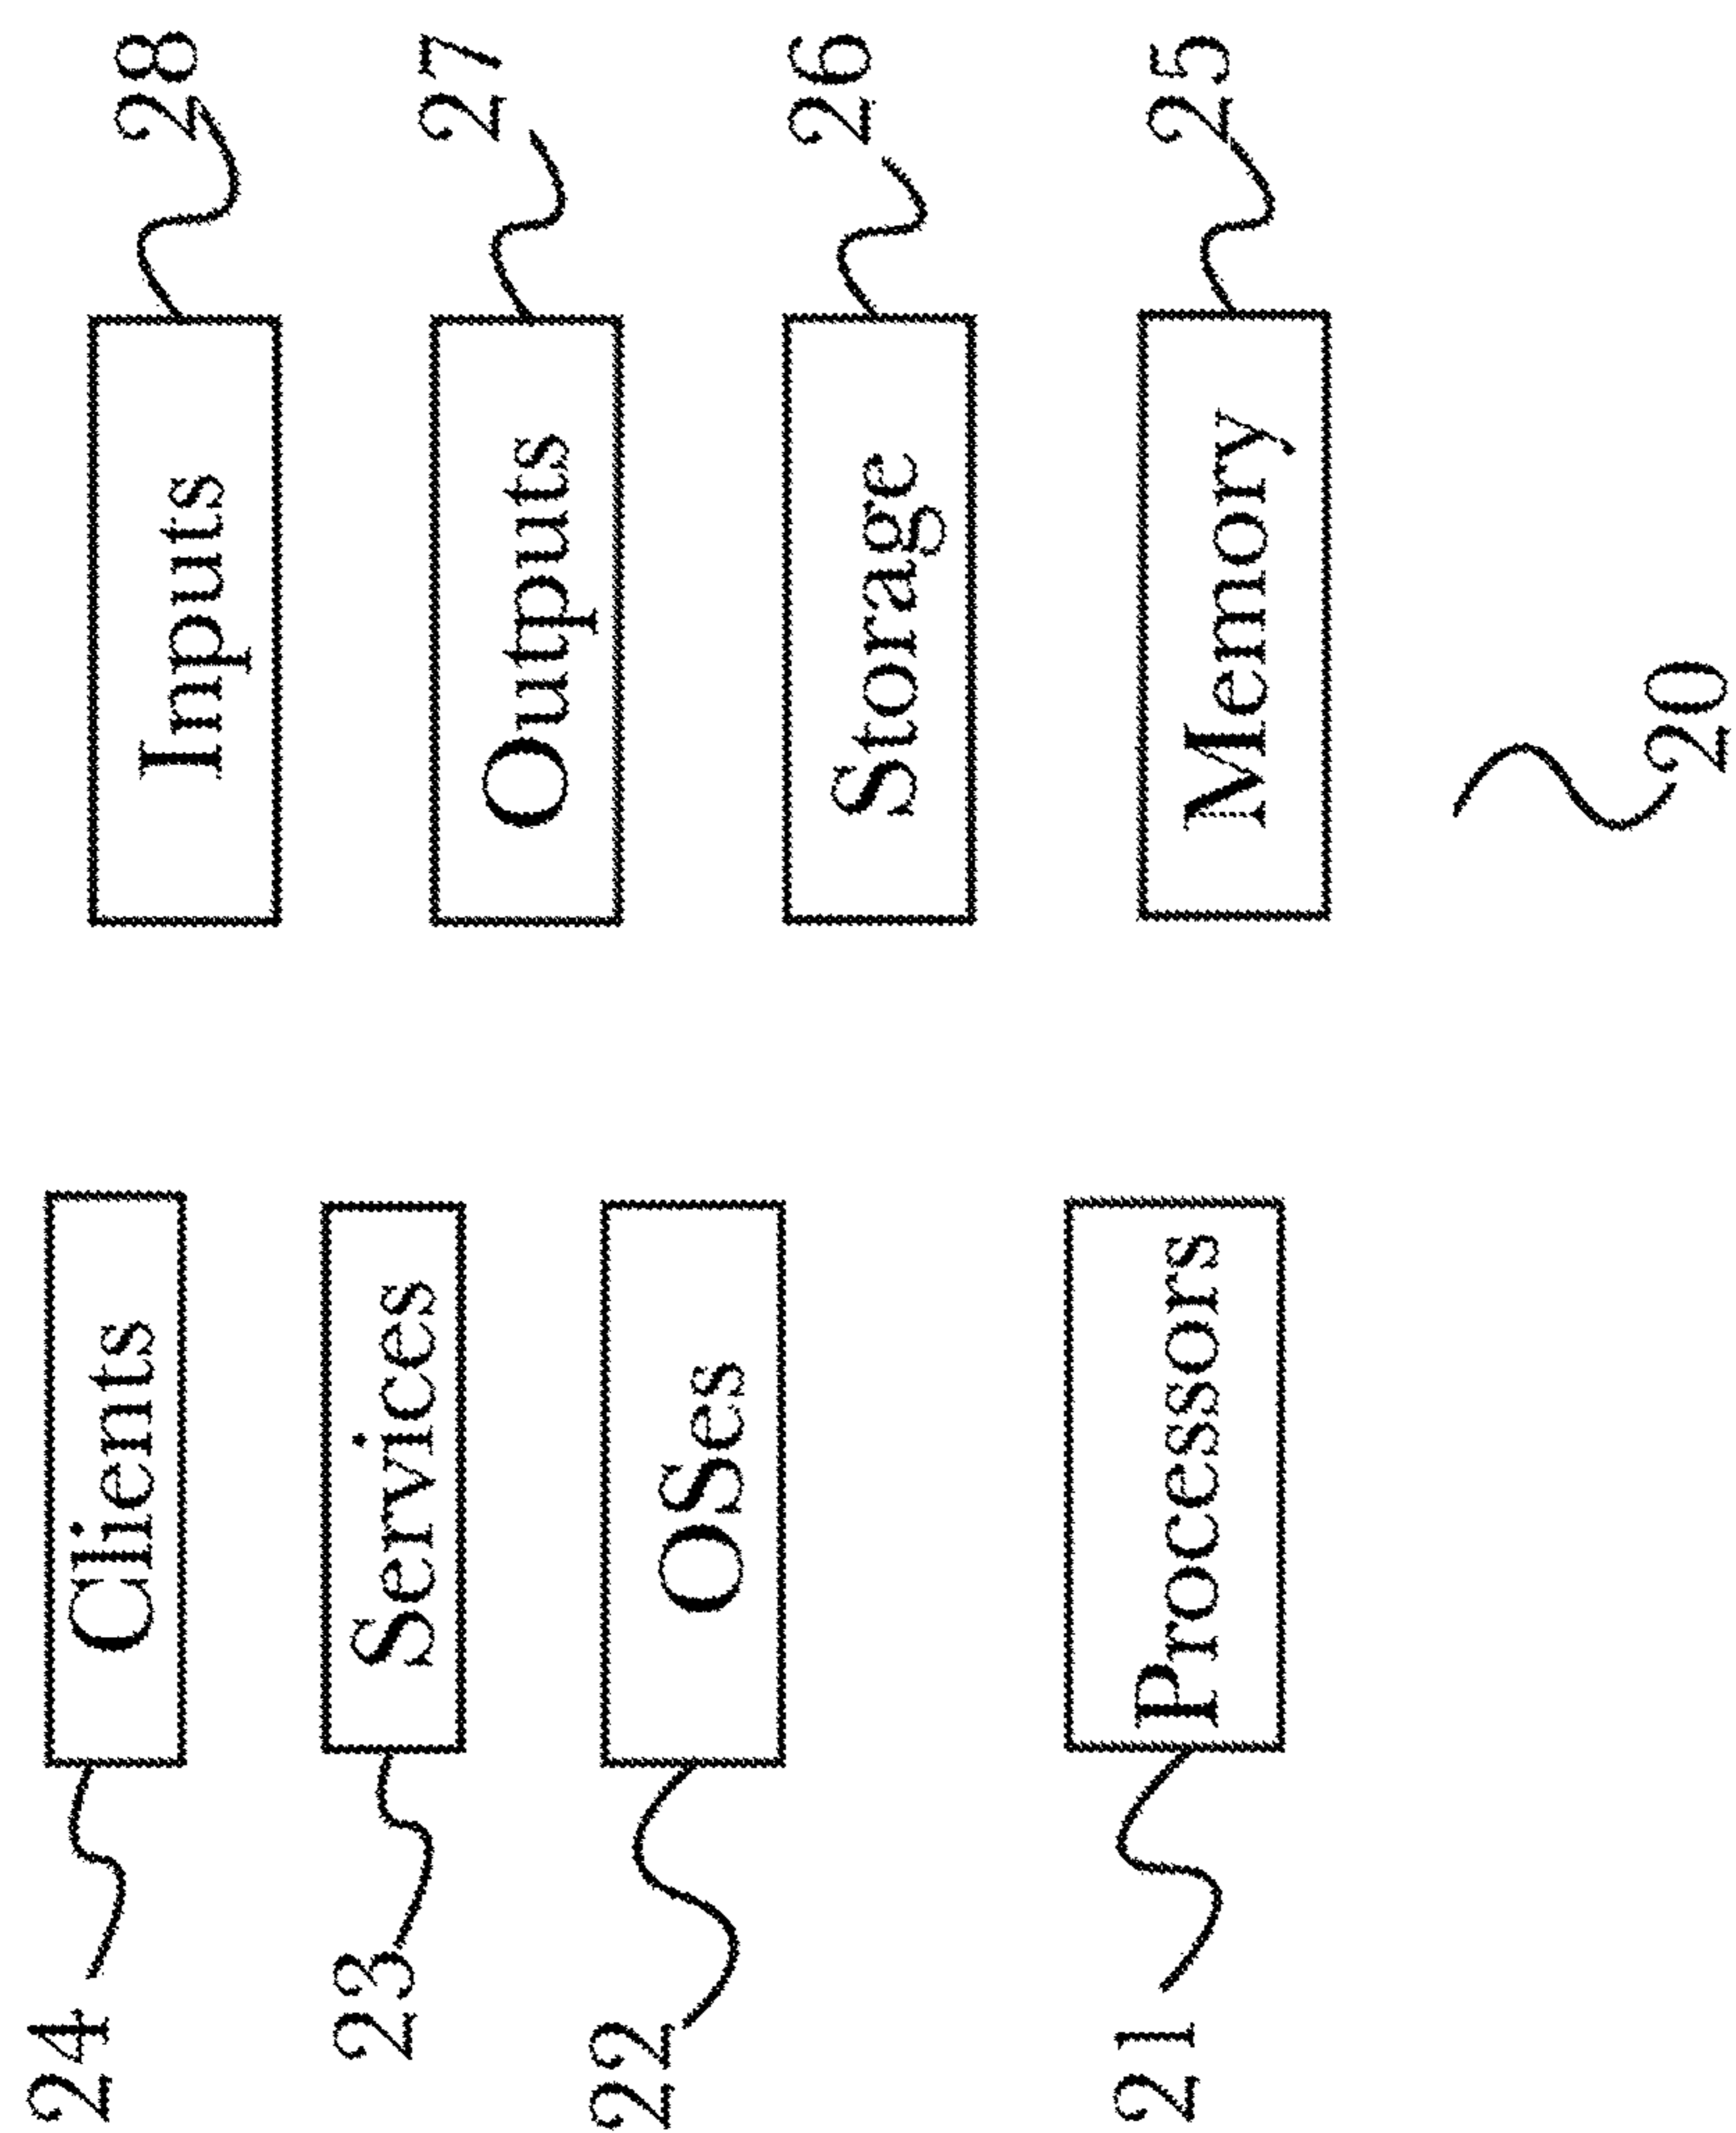 24 Clients Inputs 28
23 Services Outputs 27
22 OSes Storage 26
21 Processors Memory 25
20